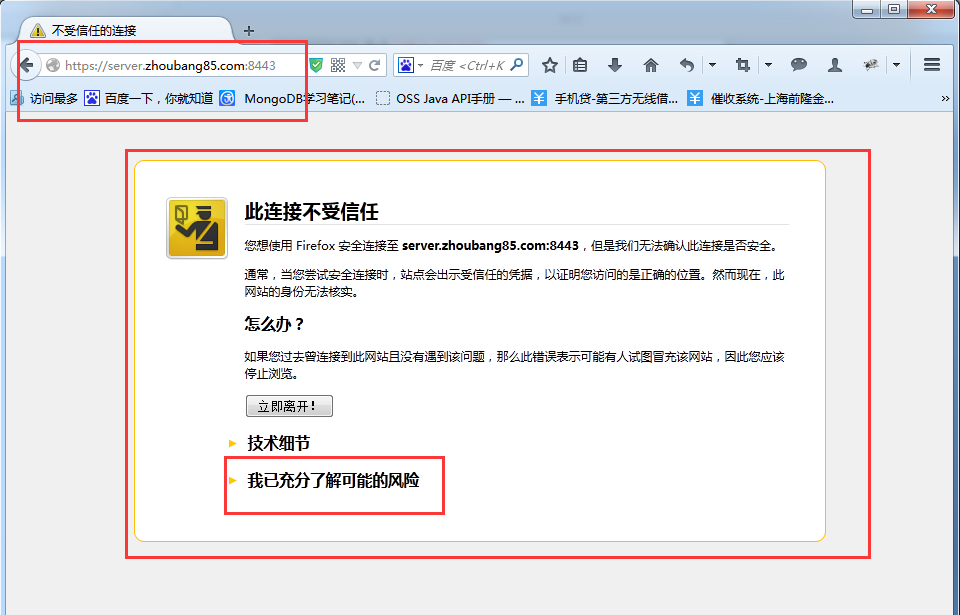 不受信任的连接
https://server.zhoubang85.com:8443
百度 <Ctrl+K
访问最多 百度一下，你就知道 MongoDB学习笔记(... OSS Java API手册 — ... 手机贷-第三方无线借... 催收系统-上海前隆金...
此连接不受信任
您想使用 Firefox 安全连接至 server.zhoubang85.com:8443，但是我们无法确认此连接是否安全。
通常，当您尝试安全连接时，站点会出示受信任的凭据，以证明您访问的是正确的位置。然而现在，此
网站的身份无法核实。
怎么办？
如果您过去曾连接到此网站且没有遇到该问题，那么此错误表示可能有人试图冒充该网站，因此您应该
停止浏览。
立即离开！
技术细节
我已充分了解可能的风险